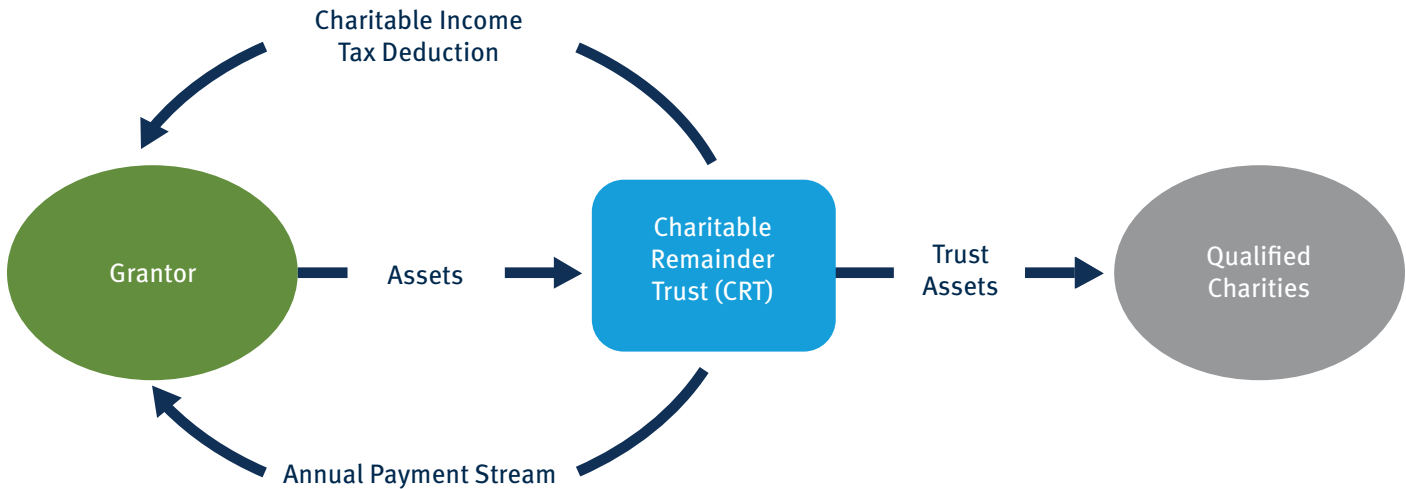 Charitable Income
Tax Deduction
Grantor
Assets
Charitable
Remainder
Trust (CRT)
Trust
Assets
Qualified
Charities
Annual Payment Stream